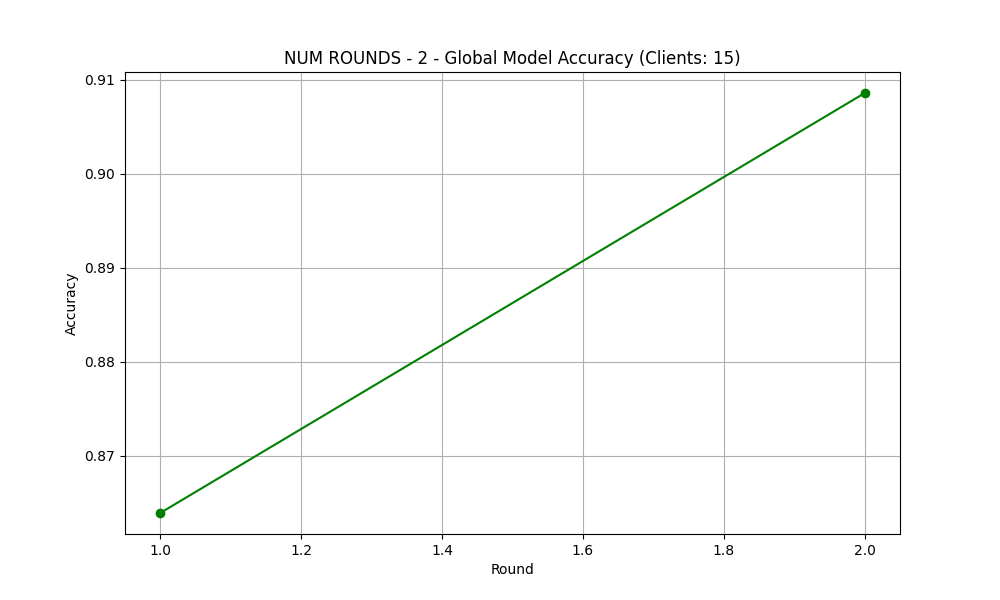 NUM ROUNDS - 2 - Global Model Accuracy (Clients: 15)
0.91
0.90
0.89
0.88
0.87
Accuracy
1.0 1.2 1.4 1.6 1.8 2.0
Round